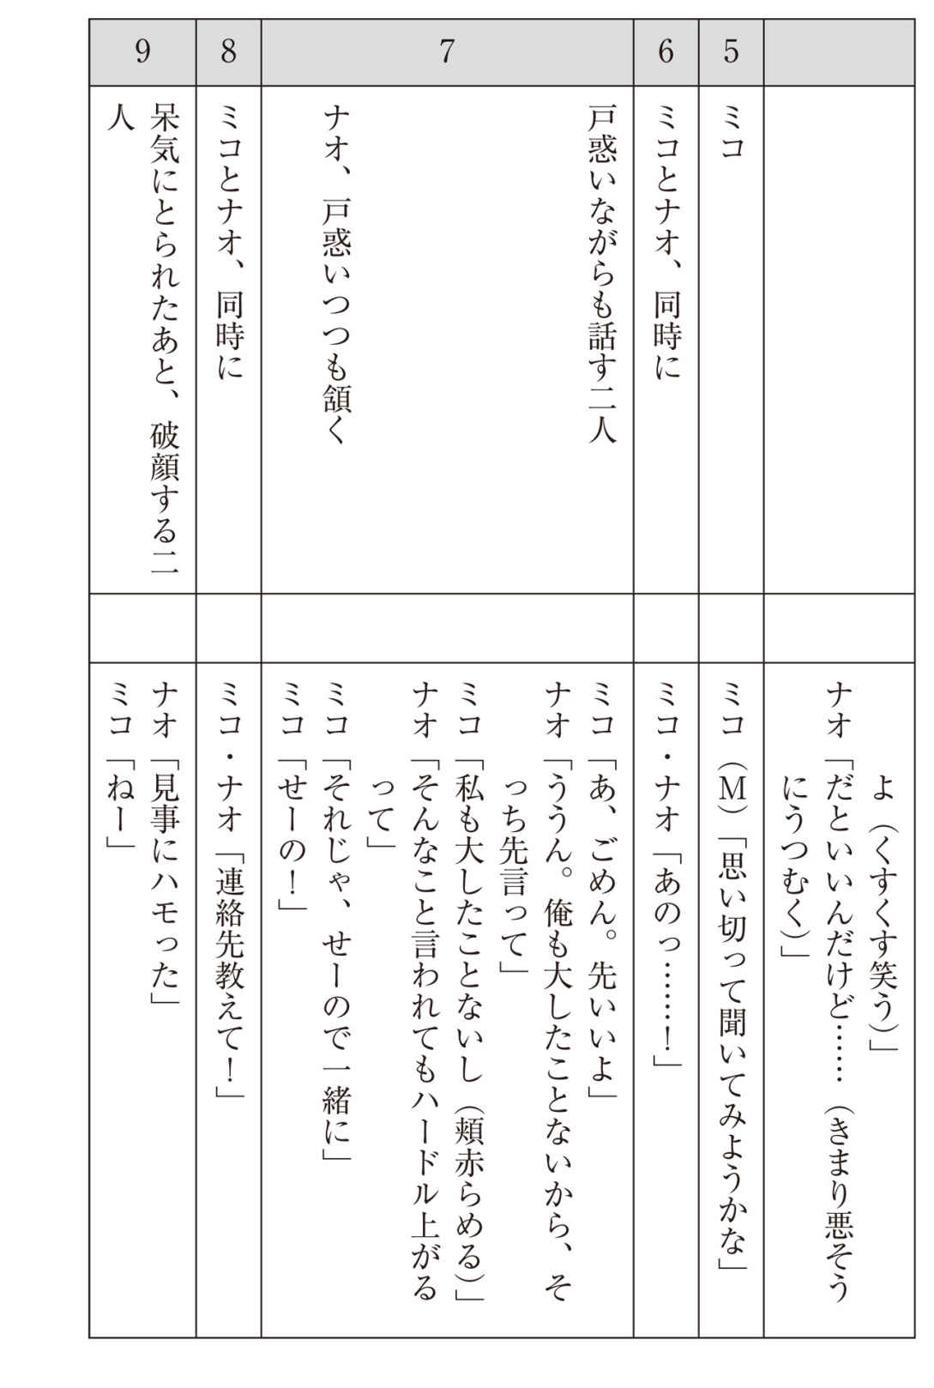 よ（くすくす笑う）」
ナオ「だといいんだけど……（きまり悪そう
にうつむく）」
5
ミコ
ミコ（M）「思い切って聞いてみようかな」
6
ミコとナオ、同時に
ミコ・ナオ「あのっ……！」
7
戸惑いながらも話す二人
ナオ、戸惑いつつも頷く
ミコ「あ、ごめん。先いいよ」
ナオ「ううん。俺も大したことないから、そ
っち先言って」
ミコ「私も大したことないし（頬赤らめる）」
ナオ「そんなこと言われてもハードル上がる
って」
ミコ「それじゃ、せーので一緒に」
ミコ「せーの！」
8
ミコとナオ、同時に
ミコ・ナオ「連絡先教えて！」
9
呆気にとられたあと、破顔する二
人
ナオ「見事にハモった」
ミコ「ねー」